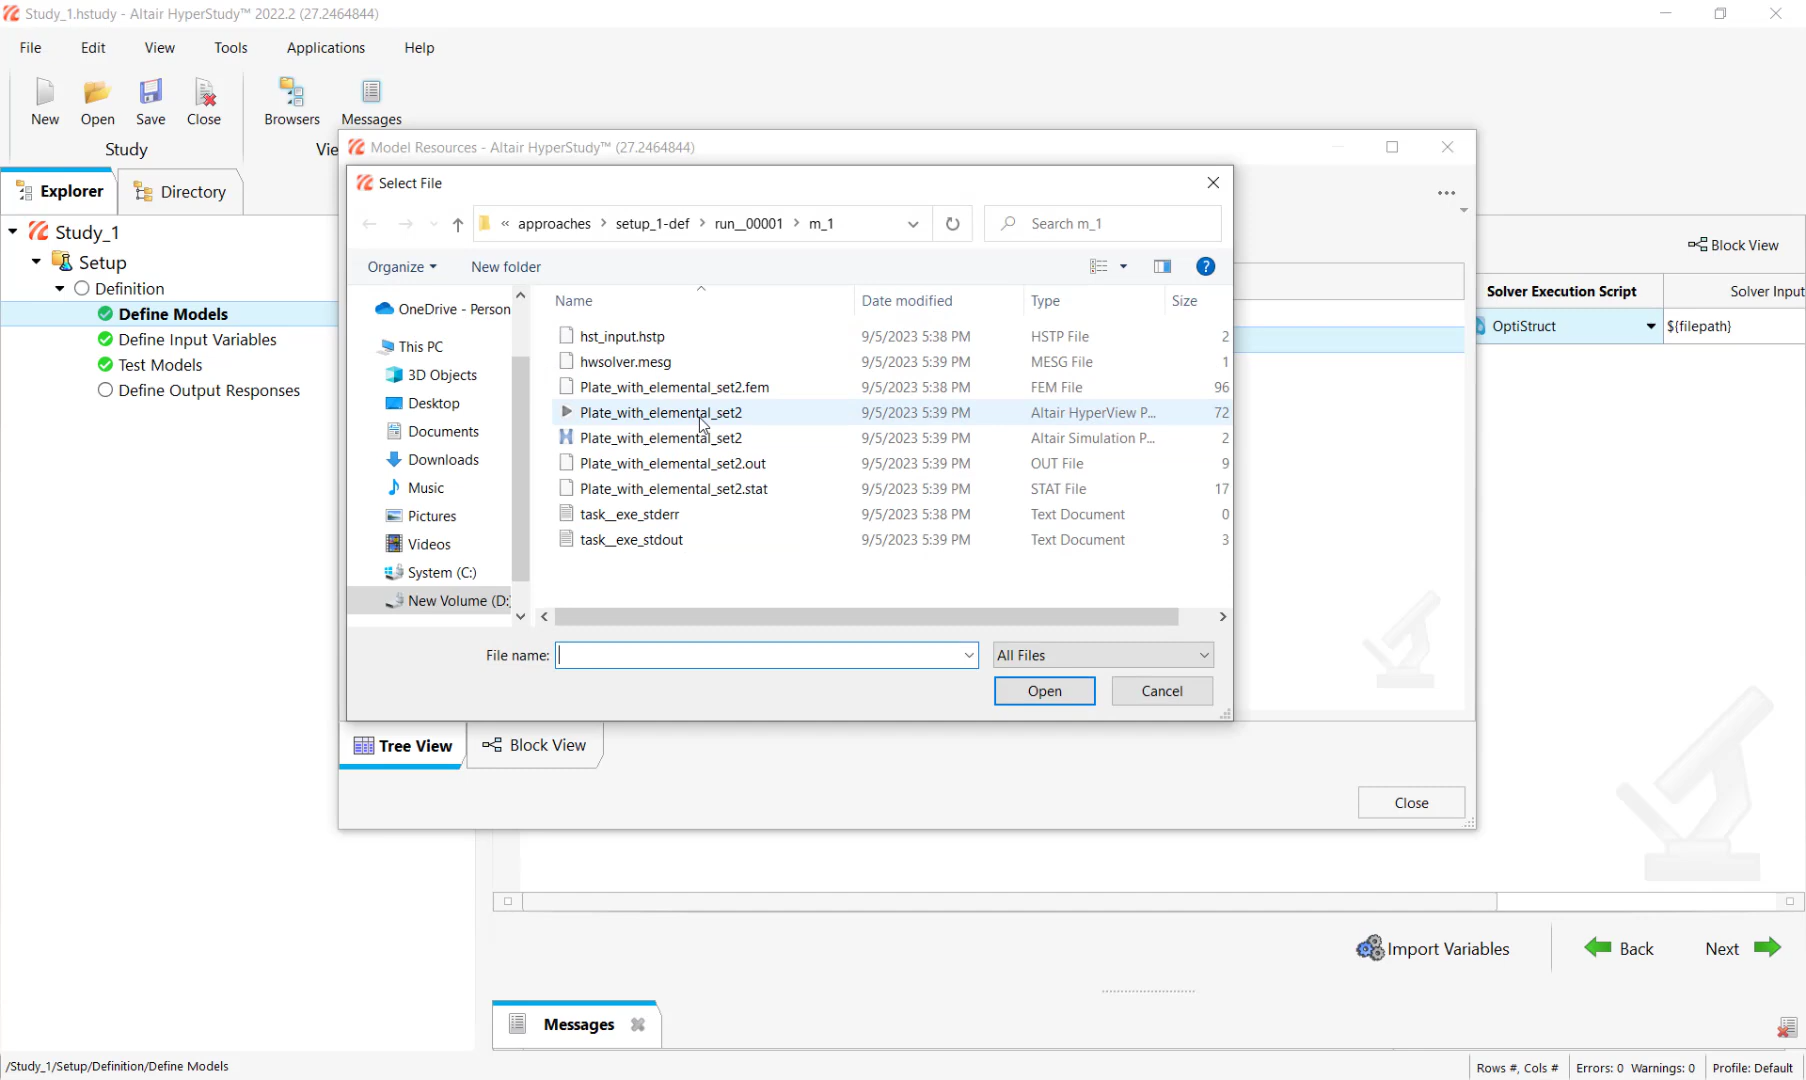 Study_1.hstudy - Altair HyperStudy™ 2022.2 (27.2464844)
File Edit View Tools Applications Help
New Open Save Close Browsers Messages
Study Vie
Model Resources - Altair HyperStudy™ (27.2464844)
Explorer Directory
Select File
« approaches > setup_1-def > run__00001 > m_1
Search m_1
Organize New folder
Name Date modified Type Size
hst_input.hstp 9/5/2023 5:38 PM HSTP File 2
hwsolver.mesg 9/5/2023 5:39 PM MESG File 1
Plate_with_elemental_set2.fem 9/5/2023 5:38 PM FEM File 96
Plate_with_elemental_set2 9/5/2023 5:39 PM Altair HyperView P... 72
Plate_with_elemental_set2 9/5/2023 5:39 PM Altair Simulation P... 2
Plate_with_elemental_set2.out 9/5/2023 5:39 PM OUT File 9
Plate_with_elemental_set2.stat 9/5/2023 5:39 PM STAT File 17
task__exe_stderr 9/5/2023 5:38 PM Text Document 0
task__exe_stdout 9/5/2023 5:39 PM Text Document 3
OneDrive - Person
This PC
3D Objects
Desktop
Documents
Downloads
Music
Pictures
Videos
System (C:)
New Volume (D:
File name:
All Files
Open Cancel
Study_1
Setup
Definition
Define Models
Define Input Variables
Test Models
Define Output Responses
Block View
Solver Execution Script Solver Input
OptiStruct ${filepath}
Tree View Block View
Close
Import Variables Back Next
Messages
/Study_1/Setup/Definition/Define Models
Rows #, Cols # Errors: 0 Warnings: 0 Profile: Default